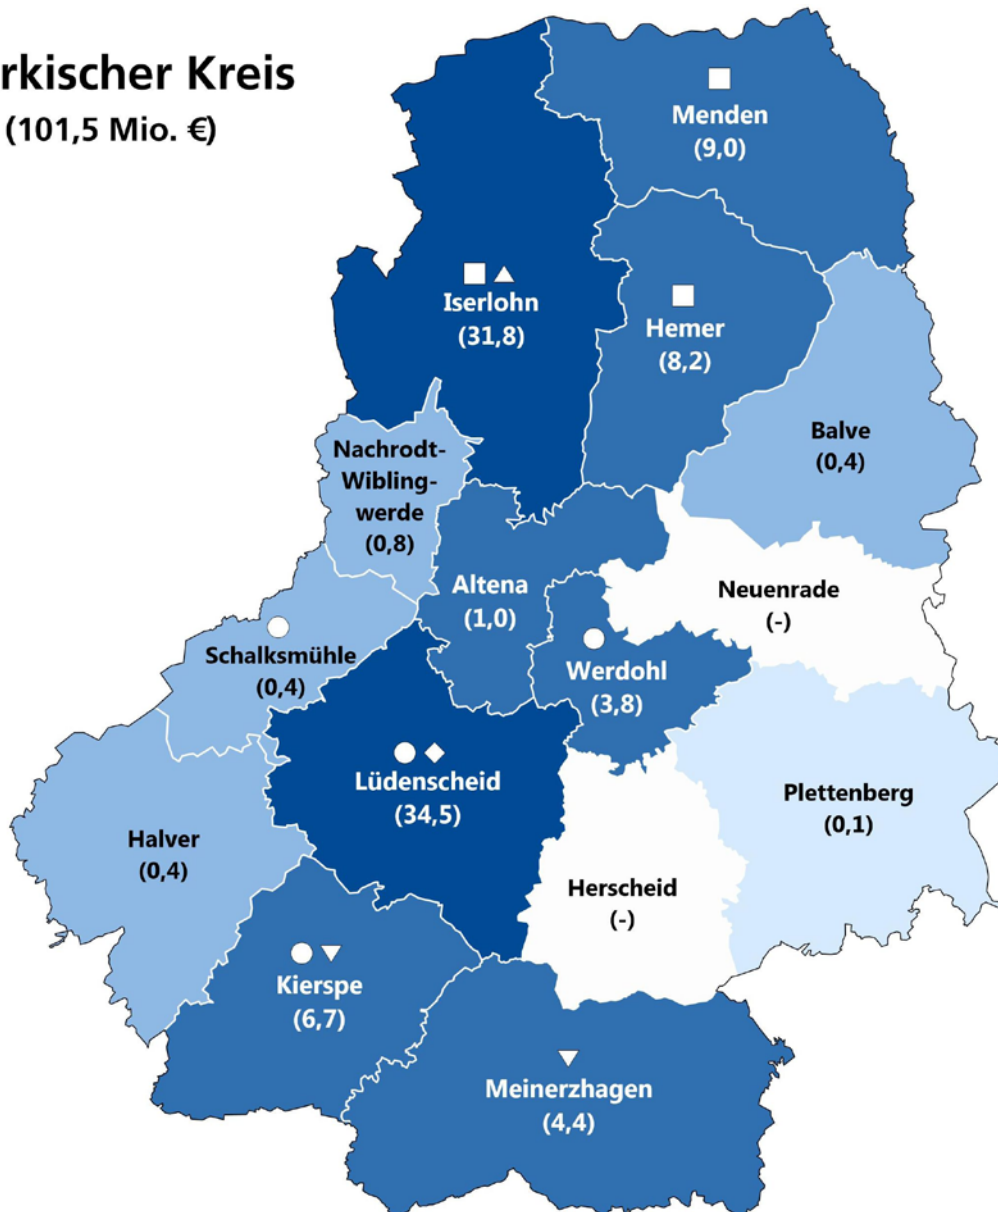 rkischer Kreis
(101,5 Mio. €)
Menden
(9,0)
Iserlohn
(31,8)
Hemer
(8,2)
Balve
(0,4)
Nachrodt-
Wibling-
werde
(0,8)
Altena
(1,0)
Neuenrade
(-)
Schalksmühle
(0,4)
Werdohl
(3,8)
Lüdenscheid
(34,5)
Plettenberg
(0,1)
Halver
(0,4)
Herscheid
(-)
Kierspe
(6,7)
Meinerzhagen
(4,4)